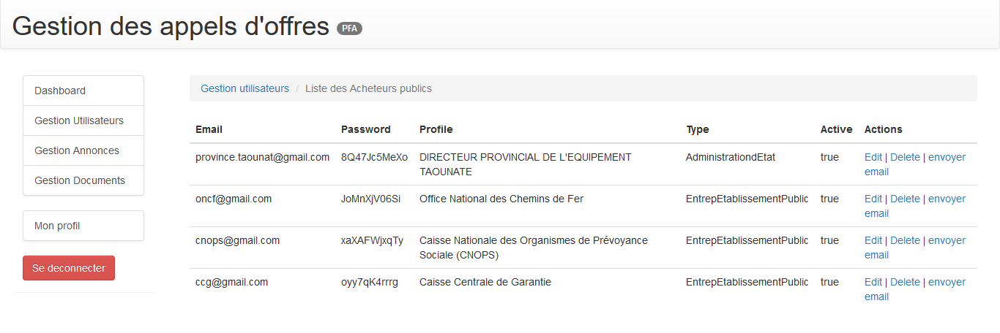 Gestion des appels d'offres PFA
Dashboard
Gestion Utilisateurs
Gestion Annonces
Gestion Documents
Mon profil
Se deconnecter
Gestion utilisateurs / Liste des Acheteurs publics
Email Password Profile Type Active Actions
province.taounat@gmail.com 8Q47Jc5MeXo DIRECTEUR PROVINCIAL DE L'EQUIPEMENT AdministrationdEtat true Edit | Delete | envoyer
TAOUNATE email
oncf@gmail.com JoMnXjV06Si Office National des Chemins de Fer EntrepEtablissementPublic true Edit | Delete | envoyer
email
cnops@gmail.com xaXAFWjxqTy Caisse Nationale des Organismes de Prévoyance EntrepEtablissementPublic true Edit | Delete | envoyer
Sociale (CNOPS) email
ccg@gmail.com oyy7qK4rrrg Caisse Centrale de Garantie EntrepEtablissementPublic true Edit | Delete | envoyer
email